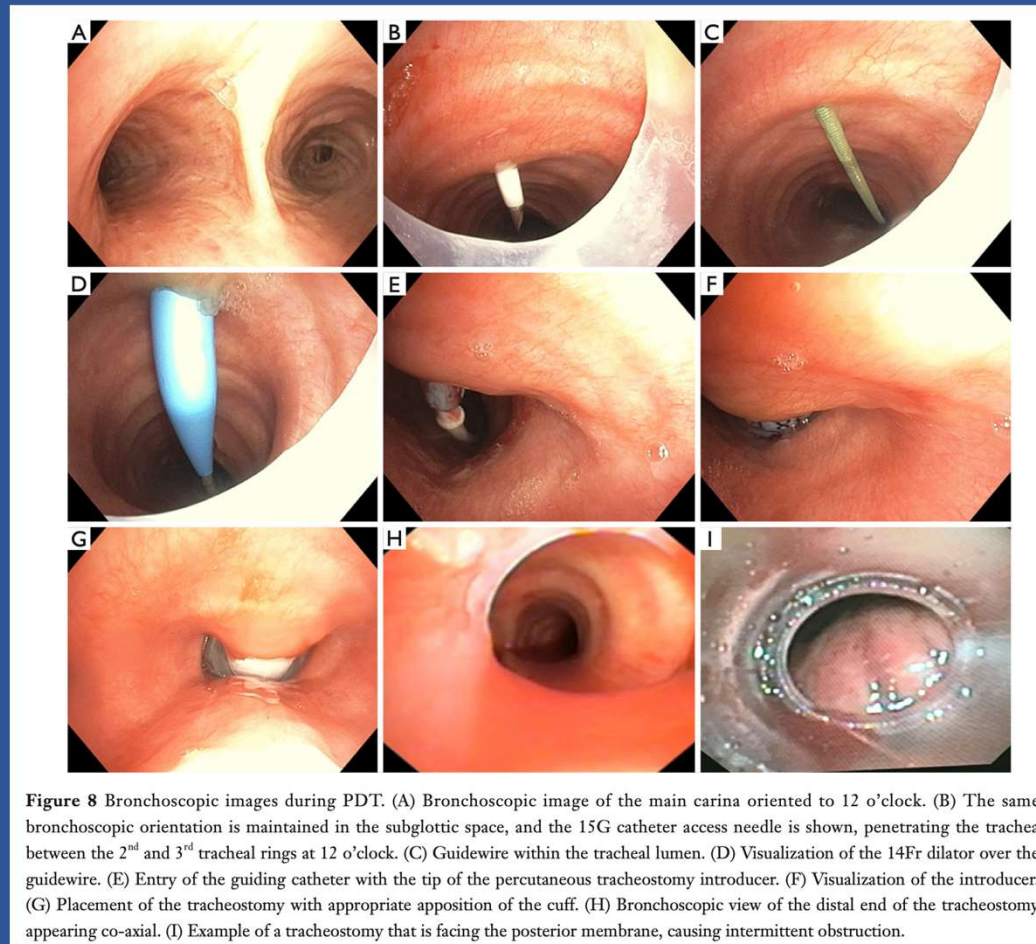 A
B
C
D
E
F
G
H
I
Figure 8 Bronchoscopic images during PDT. (A) Bronchoscopic image of the main carina oriented to 12 o’clock. (B) The same
bronchoscopic orientation is maintained in the subglottic space, and the 15G catheter access needle is shown, penetrating the trachea
between the 2nd and 3rd tracheal rings at 12 o’clock. (C) Guidewire within the tracheal lumen. (D) Visualization of the 14Fr dilator over the
guidewire. (E) Entry of the guiding catheter with the tip of the percutaneous tracheostomy introducer. (F) Visualization of the introducer
(G) Placement of the tracheostomy with appropriate apposition of the cuff. (H) Bronchoscopic view of the distal end of the tracheostomy
appearing co-axial. (I) Example of a tracheostomy that is facing the posterior membrane, causing intermittent obstruction.